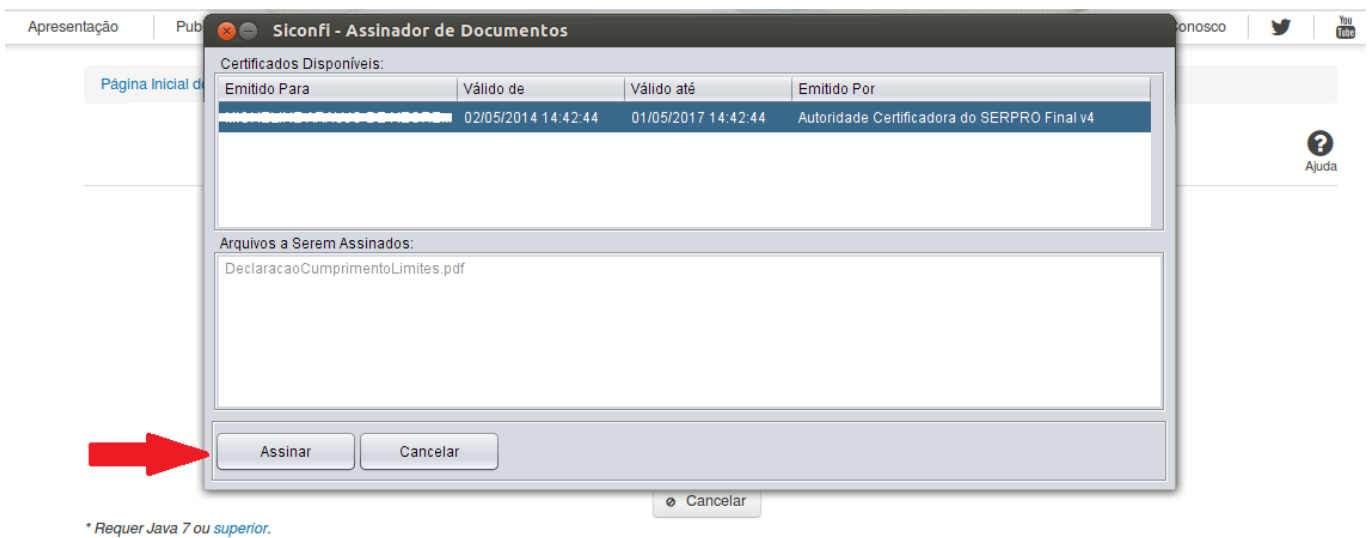 Apresentação Pub Siconfi - Assinador de Documentos onosco You Tube
Certificados Disponíveis:
Página Inicial d
Emitido Para Válido de Válido até Emitido Por
02/05/2014 14:42:44 01/05/2017 14:42:44 Autoridade Certificadora do SERPRO Final v4
?
Ajuda
Arquivos a Serem Assinados:
DeclaracaoCumprimentoLimites.pdf
Assinar Cancelar
Cancelar
* Requer Java 7 ou superior.